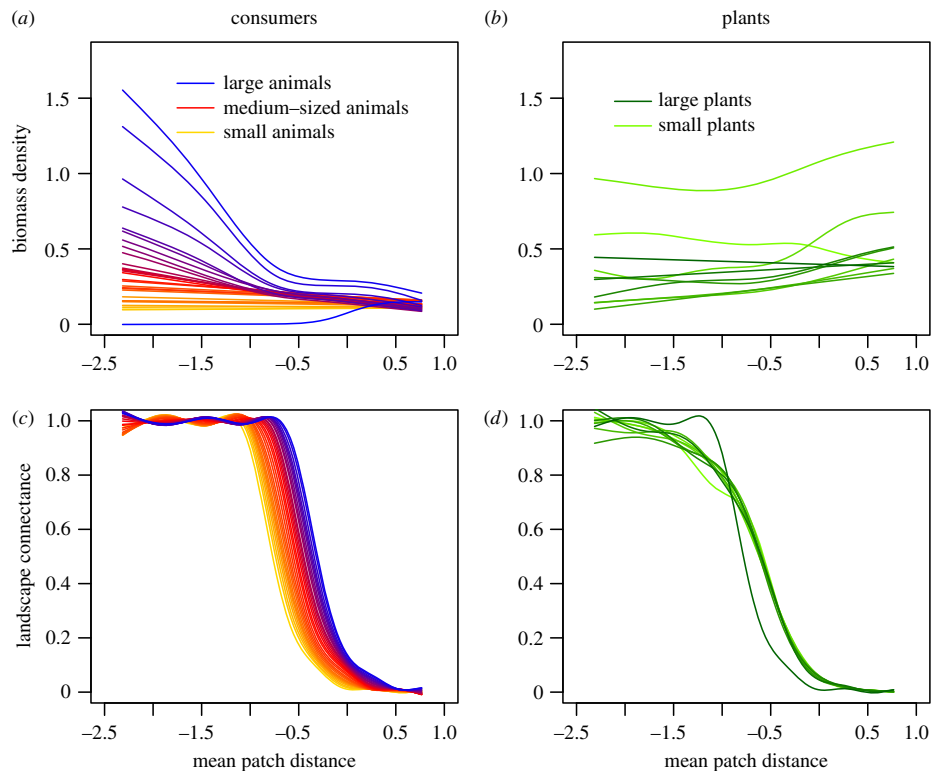 (a) consumers
(b) plants
1.5
1.0
0.5
0
biomass density
large animals
medium–sized animals
small animals
–2.5 –1.5 –0.5 0.5 1.0
1.5
1.0
0.5
0
large plants
small plants
–2.5 –1.5 –0.5 0.5 1.0
(c)
1.0
0.8
0.6
0.4
0.2
0
landscape connectance
–2.5 –1.5 –0.5 0.5 1.0
mean patch distance
(d)
1.0
0.8
0.6
0.4
0.2
0
–2.5 –1.5 –0.5 0.5 1.0
mean patch distance